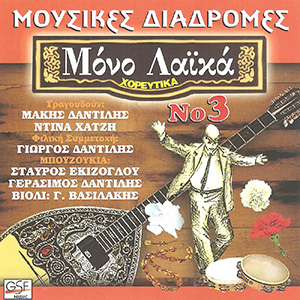 ΜΟΥΣΙΚΕΣ ΔΙΑΔΡΟΜΕΣ
Μόνο Λαϊκά
ΧΟΡΕΥΤΙΚΑ
Νο 3
Τραγουδούν:
ΜΑΚΗΣ ΔΑΝΤΙΛΗΣ
ΝΤΙΝΑ ΧΑΤΖΗ
Φιλική Συμμετοχή:
ΓΙΩΡΓΟΣ ΔΑΝΤΙΛΗΣ
ΜΠΟΥΖΟΥΚΙΑ:
ΣΤΑΥΡΟΣ ΕΚΙΖΟΓΛΟΥ
ΓΕΡΑΣΙΜΟΣ ΔΑΝΤΙΛΗΣ
ΒΙΟΛΙ: Γ. ΒΑΣΙΛΑΚΗΣ
GSF
MUSIC